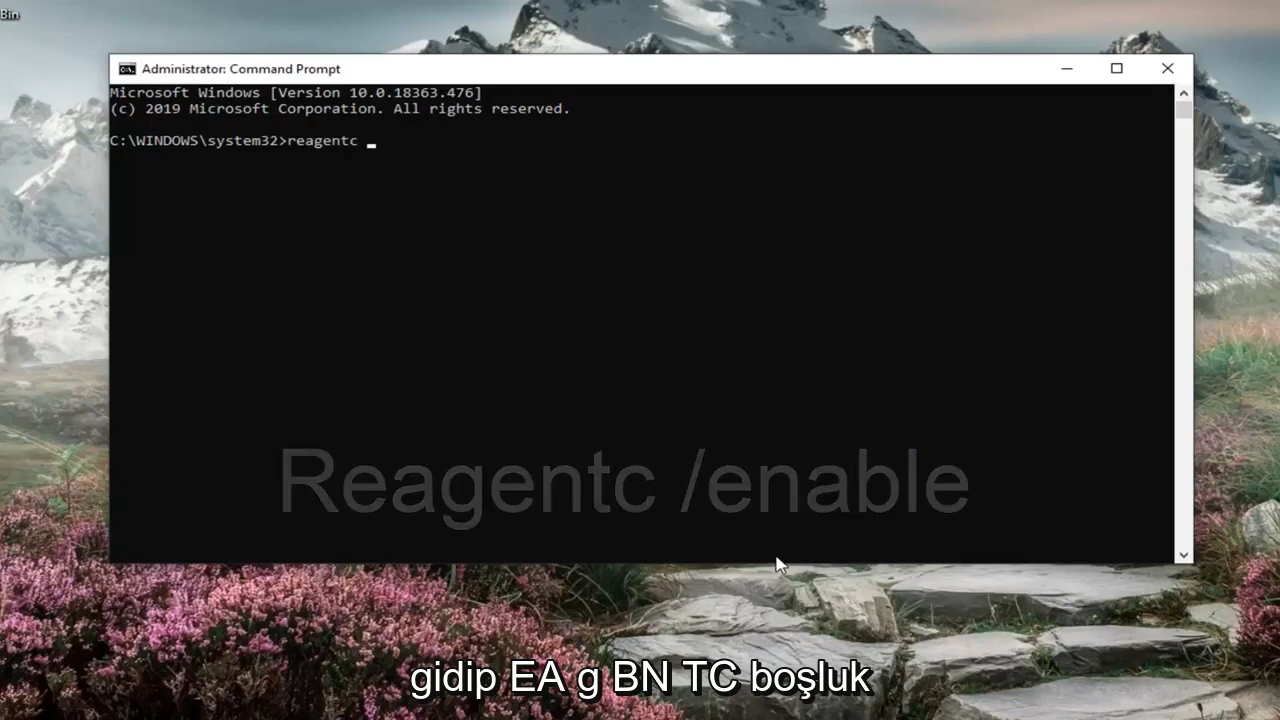 Bin
Administrator: Command Prompt
Microsoft Windows [Version 10.0.18363.476]
(c) 2019 Microsoft Corporation. All rights reserved.
C:\WINDOWS\system32>reagentc _
Reagentc /enable
gidip EA g BN TC boşluk